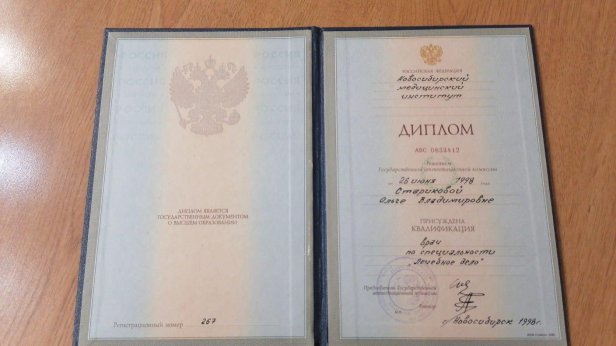 ДИПЛОМ ЯВЛЯЕТСЯ
ГОСУДАРСТВЕННЫМ ДОКУМЕНТОМ
О ВЫСШЕМ ОБРАЗОВАНИИ
Регистрационный номер 267
РОССИЙСКАЯ ФЕДЕРАЦИЯ
Новосибирский
медицинский
институт
ДИПЛОМ
АВС 0833412
Решением
Государственной аттестационной комиссии
от 26 июня 1998 года
Стариковой
Ольге Владимировне
ПРИСУЖДЕНА
КВАЛИФИКАЦИЯ
Врач
по специальности
"Лечебное дело"
Председатель Государственной
аттестационной комиссии
Ректор
г. Новосибирск 1998г.